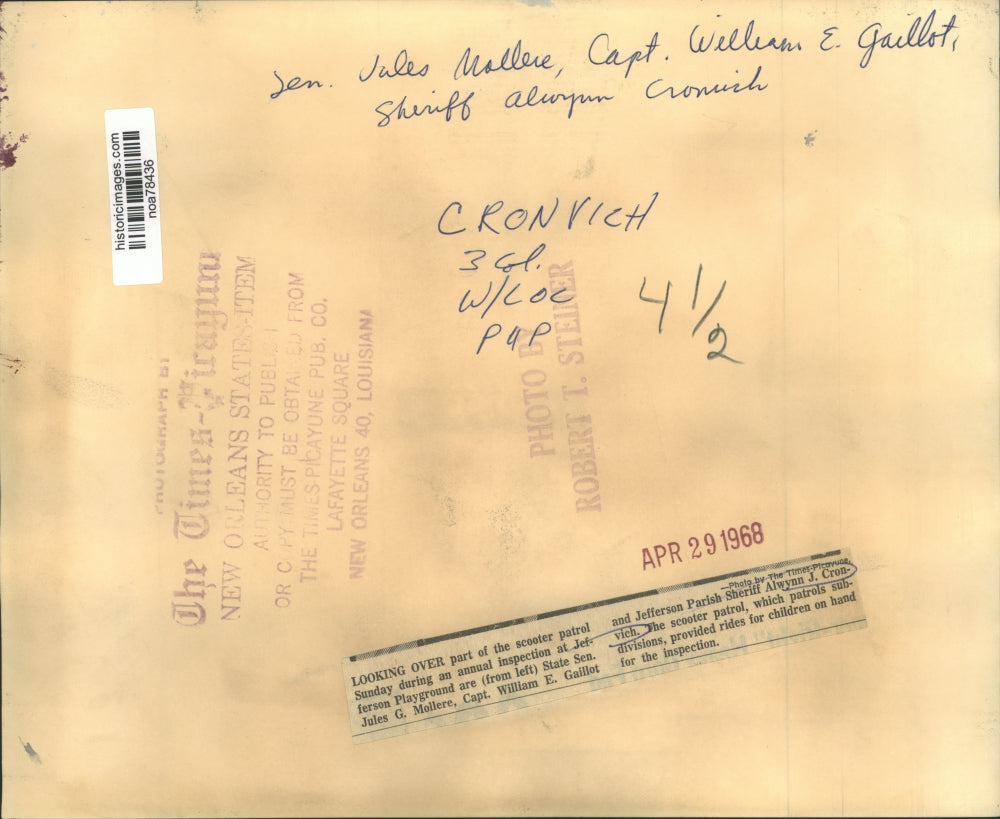 Sen. Jules Mollere, Capt. William E. Gaillot,
Sheriff Alwynn Cronvich
historicimages.com
noa78436
CRONVICH
3 Col.
W/LOC
P4P
4 1/2
PHOTOGRAPH BY
The Times-Picayune
NEW ORLEANS STATES-ITEM
AUTHORITY TO PUBLI
OR C PY MUST BE OBTAI ED FROM
THE TIMES-PICAYUNE PUB. CO.
LAFAYETTE SQUARE
NEW ORLEANS 40, LOUISIANA
PHOTO BY
ROBERT T. STEINER
APR 29 1968
—Photo by The Times-Picayune.
LOOKING OVER part of the scooter patrol
Sunday during an annual inspection at Jef-
ferson Playground are (from left) State Sen.
Jules G. Mollere, Capt. William E. Gaillot
and Jefferson Parish Sheriff Alwynn J. Cron-
vich. The scooter patrol, which patrols sub-
divisions, provided rides for children on hand
for the inspection.